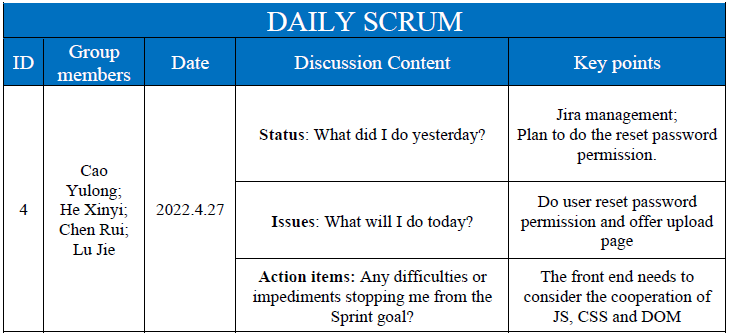 DAILY SCRUM
ID
Group
members
Date
Discussion Content
Key points
4
Cao
Yulong;
He Xinyi;
Chen Rui;
Lu Jie
2022.4.27
Status: What did I do yesterday?
Jira management;
Plan to do the reset password
permission.
Issues: What will I do today?
Do user reset password
permission and offer upload
page
Action items: Any difficulties or
impediments stopping me from the
Sprint goal?
The front end needs to
consider the cooperation of
JS, CSS and DOM